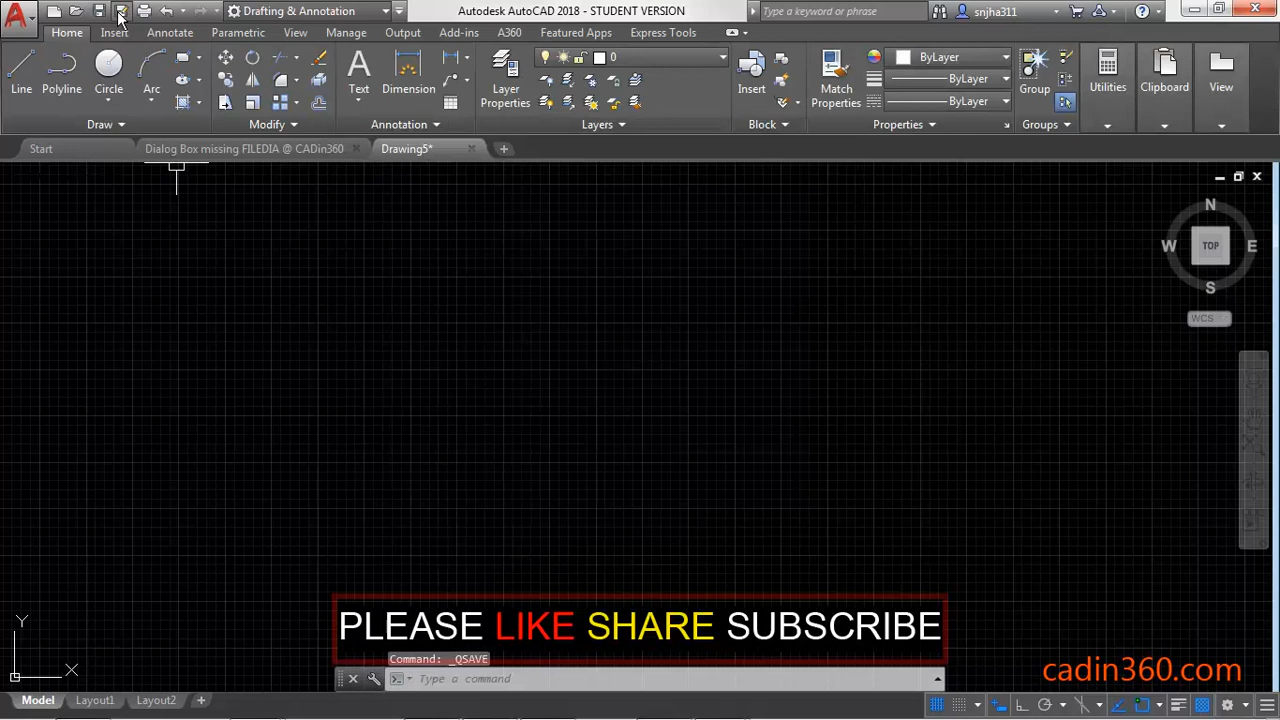 Drafting & Annotation
Autodesk AutoCAD 2018 - STUDENT VERSION
Type a keyword or phrase
snjha311
Home Insert Annotate Parametric View Manage Output Add-ins A360 Featured Apps Express Tools
0
ByLayer
ByLayer
ByLayer
Line Polyline Circle Arc Text Dimension Layer Properties Insert Match Properties Group Utilities Clipboard View
Draw Modify Annotation Layers Block Properties Groups
Start Dialog Box missing FILEDIA @ CADin360 Drawing5*
N
W TOP E
S
WCS
PLEASE LIKE SHARE SUBSCRIBE
Command: _QSAVE
Type a command
cadin360.com
Y
X
Model Layout1 Layout2